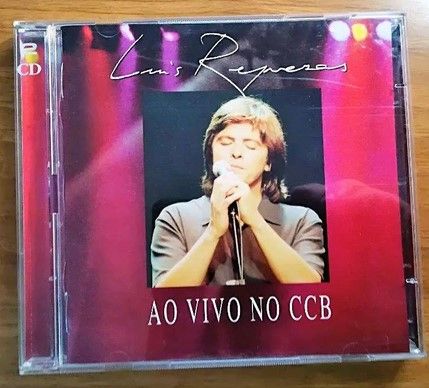 2
CD
Luís Represas
AO VIVO NO CCB